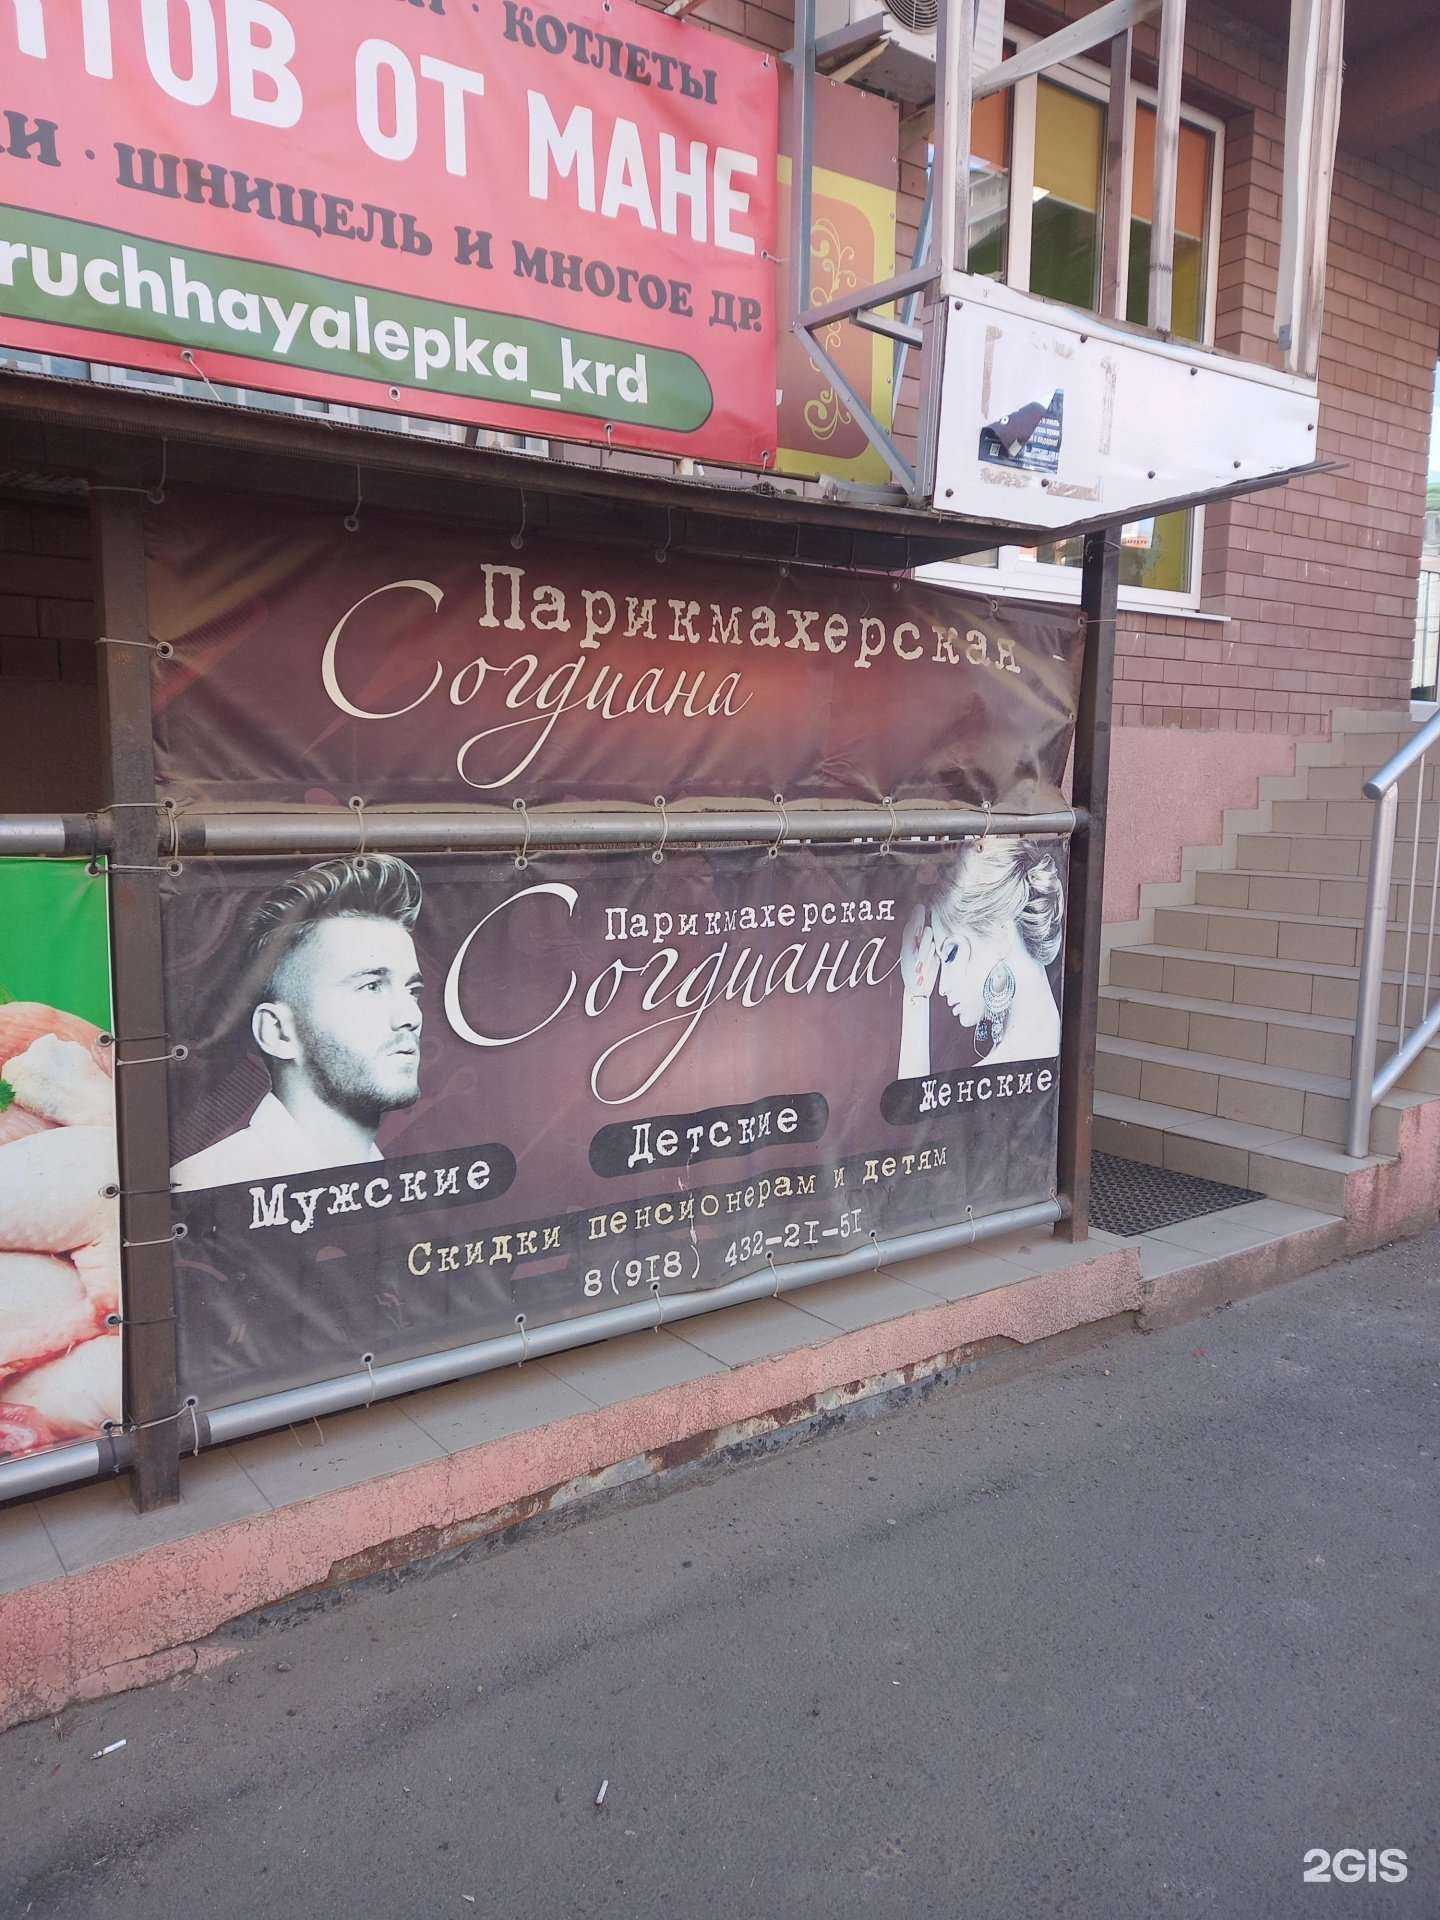 КОТЛЕТЫ
ОТ МАНЕ
ШНИЦЕЛЬ И МНОГОЕ ДР.
ruchhayalepka_krd
Парикмахерская
Согдиана
Парикмахерская
Согдиана
Женские
Детские
Мужские
Скидки пенсионерам и детям
8(918) 432-21-51
2GIS